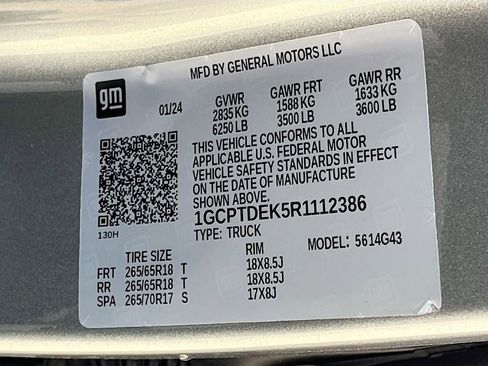 MFD BY GENERAL MOTORS LLC
gm
01/24
GVWR GAWR FRT GAWR RR
2835 KG 1588 KG 1633 KG
6250 LB 3500 LB 3600 LB
THIS VEHICLE CONFORMS TO ALL
APPLICABLE U.S. FEDERAL MOTOR
VEHICLE SAFETY STANDARDS IN EFFECT
ON THE DATE OF MANUFACTURE
SHOWN ABOVE.
1GCPTDEK5R1112386
130H
TYPE: TRUCK MODEL: 5614G43
TIRE SIZE RIM
FRT 265/65R18 T 18X8.5J
RR 265/65R18 T 18X8.5J
SPA 265/70R17 S 17X8J